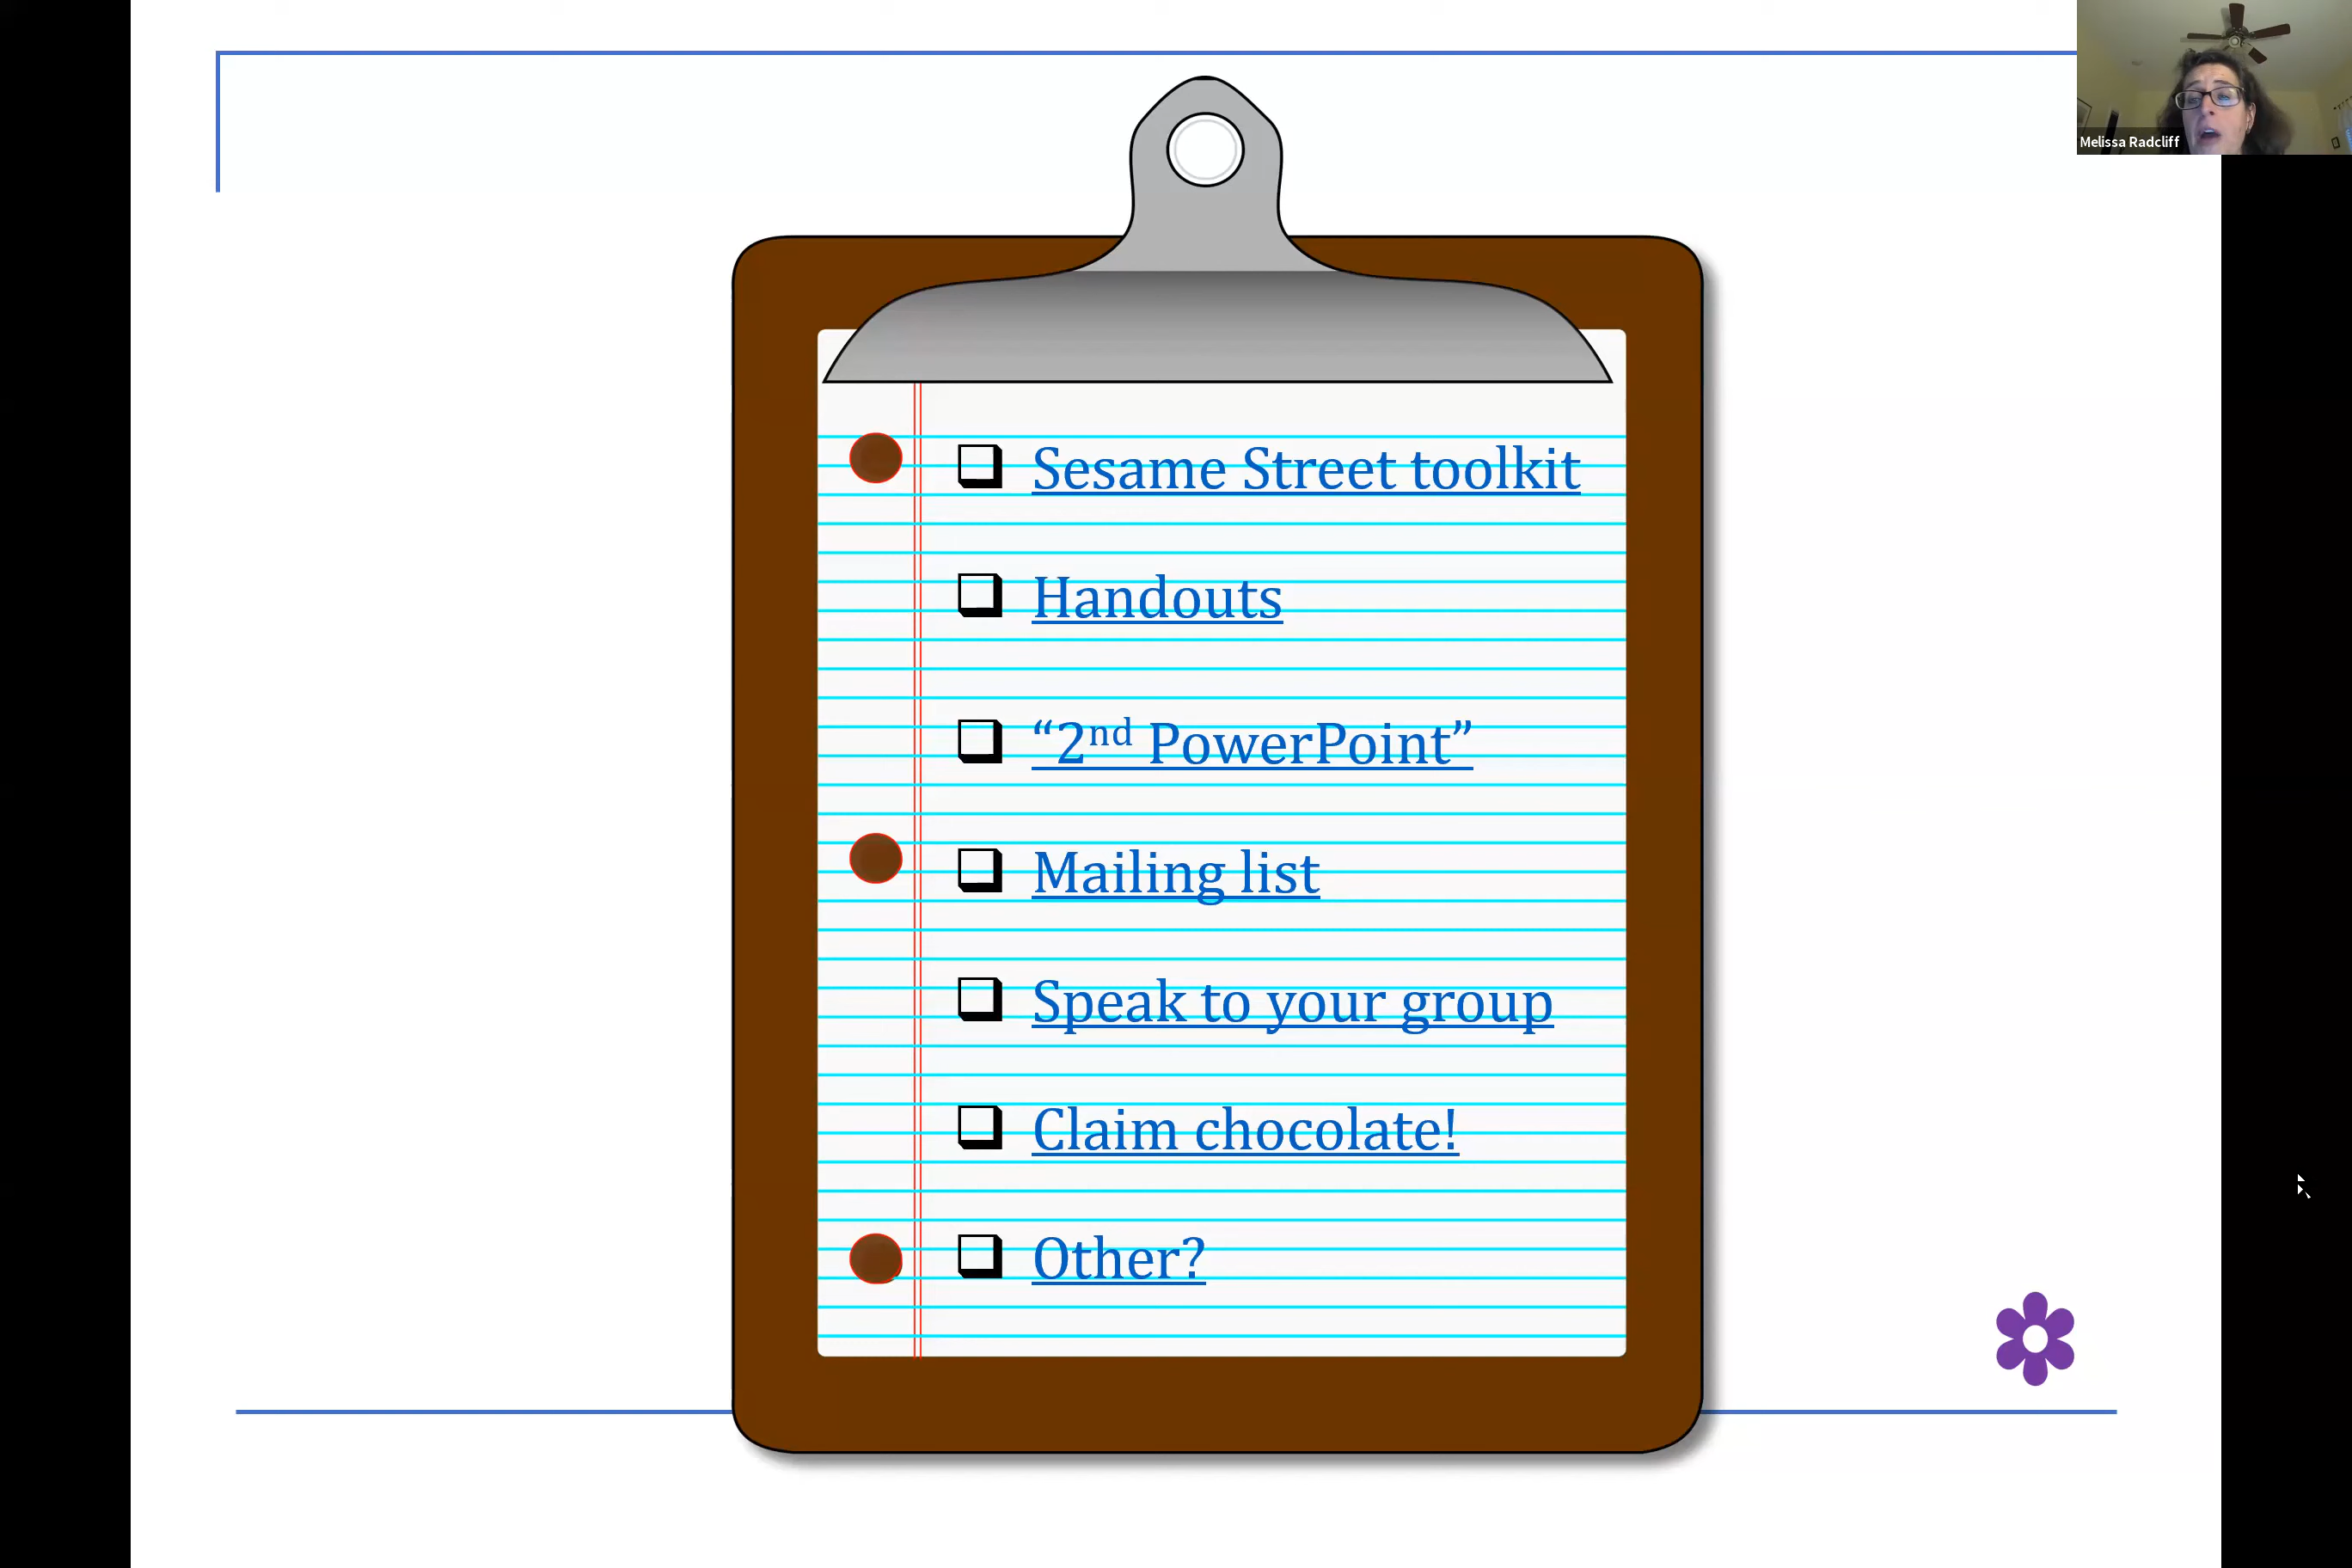 Melissa Radcliff
Sesame Street toolkit
Handouts
“2nd PowerPoint”
Mailing list
Speak to your group
Claim chocolate!
Other?